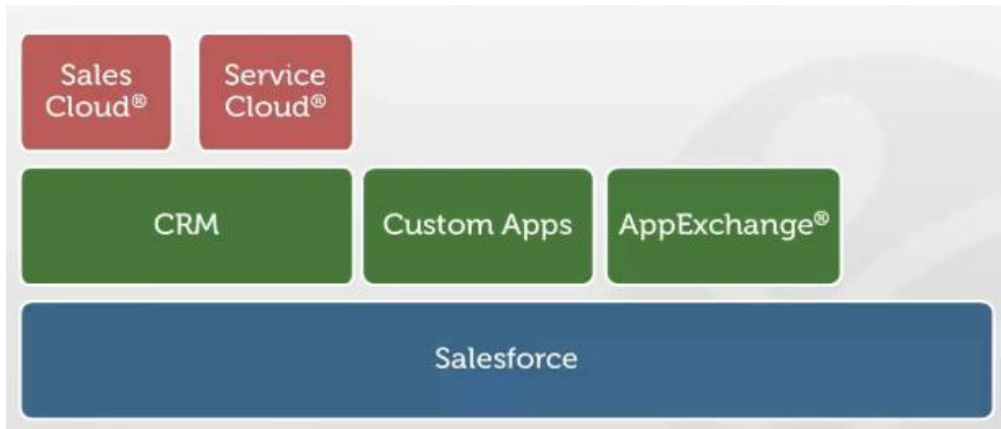 Sales
Cloud®
Service
Cloud®
CRM
Custom Apps
AppExchange®
Salesforce